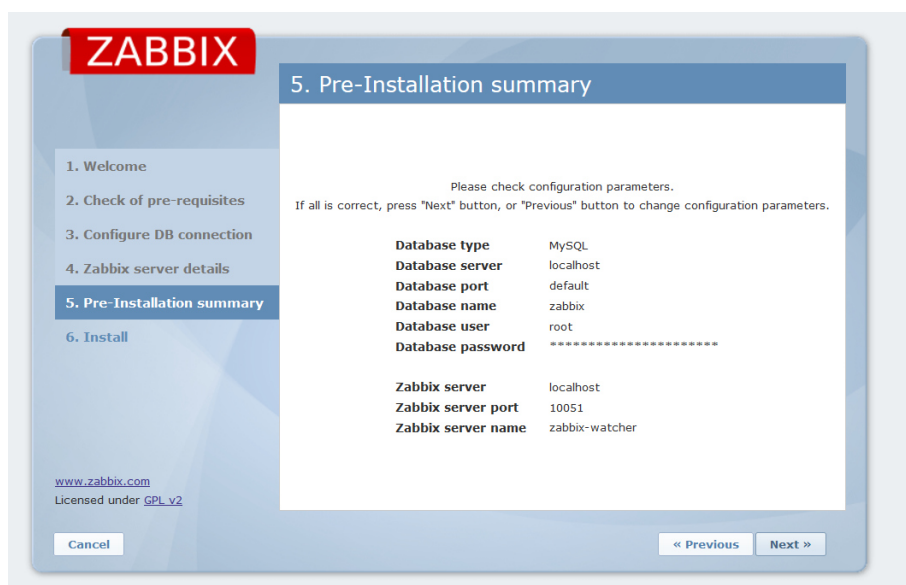 ZABBIX
5. Pre-Installation summary
1. Welcome
2. Check of pre-requisites
3. Configure DB connection
4. Zabbix server details
5. Pre-Installation summary
6. Install
Please check configuration parameters.
If all is correct, press "Next" button, or "Previous" button to change configuration parameters.
Database type MySQL
Database server localhost
Database port default
Database name zabbix
Database user root
Database password **********************
Zabbix server localhost
Zabbix server port 10051
Zabbix server name zabbix-watcher
www.zabbix.com
Licensed under GPL v2
Cancel
« Previous
Next »